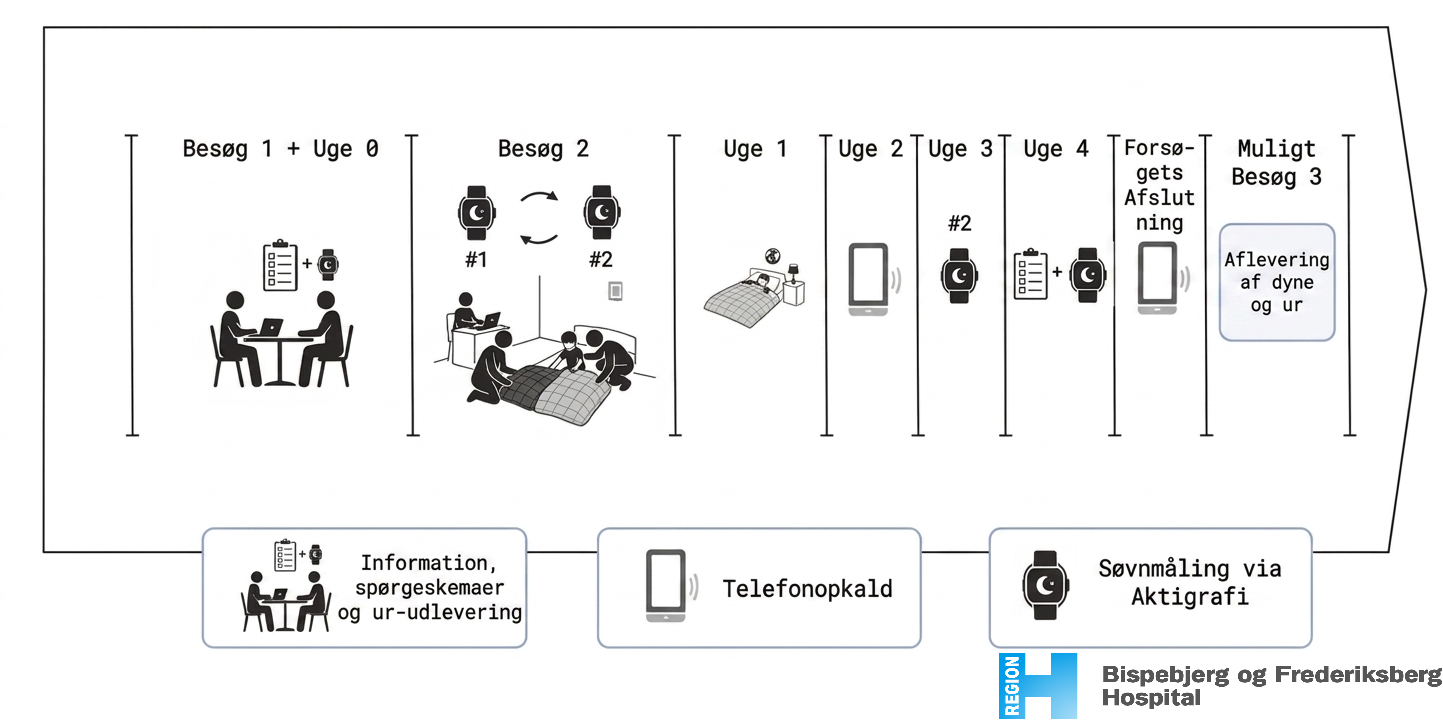 Besøg 1 + Uge 0
Besøg 2
#1
#2
Uge 1
Uge 2
Uge 3
#2
Uge 4
Forsø-
gets
Afslut
ning
Muligt
Besøg 3
Aflevering
af dyne
og ur
Information,
spørgeskemaer
og ur-udlevering
Telefonopkald
Søvnmåling via
Aktigrafi
REGION
H
Bispebjerg og Frederiksberg
Hospital